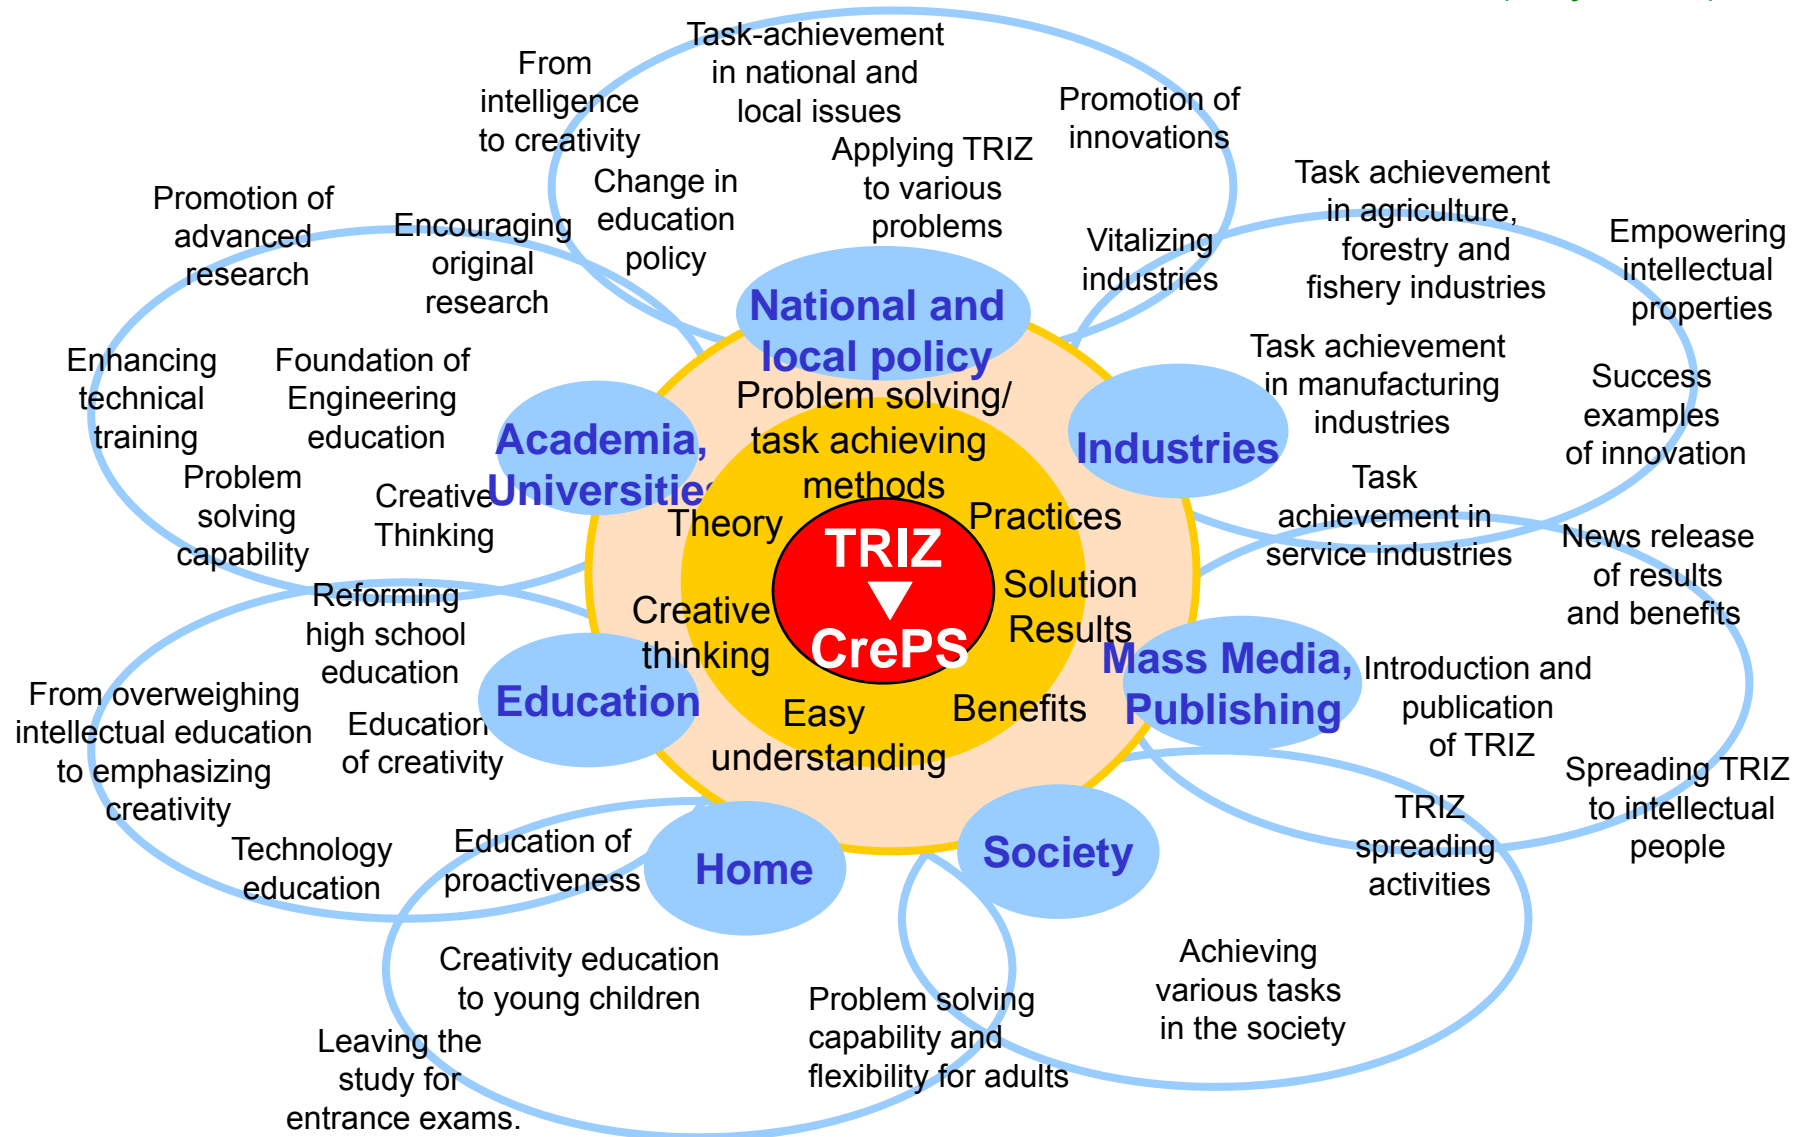 Task-achievement
in national and
local issues
From
intelligence
to creativity
Promotion of
innovations
Applying TRIZ
to various
problems
Change in
education
policy
Vitalizing
industries
Promotion of
advanced
research
Encouraging
original
research
Task achievement
in agriculture,
forestry and
fishery industries
Empowering
intellectual
properties
National and
local policy
Enhancing
technical
training
Foundation of
Engineering
education
Academia,
Universities
Problem solving/
task achieving
methods
Industries
Task achievement
in manufacturing
industries
Success
examples
of innovation
Problem
solving
capability
Creative
Thinking
Theory
Practices
Task
achievement in
service industries
TRIZ
CrePS
Solution
Results
Creative
thinking
News release
of results
and benefits
Reforming
high school
education
Education
Mass Media,
Publishing
Introduction and
publication
of TRIZ
From overweighing
intellectual education
to emphasizing
creativity
Education
of creativity
Easy
understanding
Benefits
Spreading TRIZ
to intellectual
people
TRIZ
spreading
activities
Technology
education
Education of
proactiveness
Home
Society
Creativity education
to young children
Problem solving
capability and
flexibility for adults
Achieving
various tasks
in the society
Leaving the
study for
entrance exams.